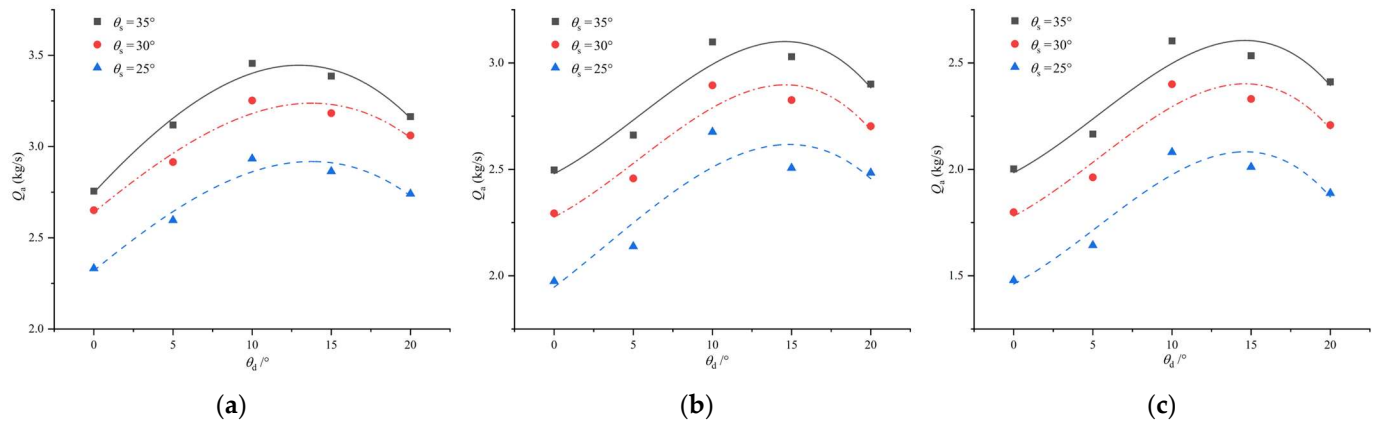 θs = 35°
θs = 30°
θs = 25°
3.5
3.0
2.5
2.0
Qa (kg/s)
0 5 10 15 20
θd /°
(a)
θs = 35°
θs = 30°
θs = 25°
3.0
2.5
2.0
Qa (kg/s)
0 5 10 15 20
θd /°
(b)
θs = 35°
θs = 30°
θs = 25°
2.5
2.0
1.5
Qa (kg/s)
0 5 10 15 20
θd /°
(c)